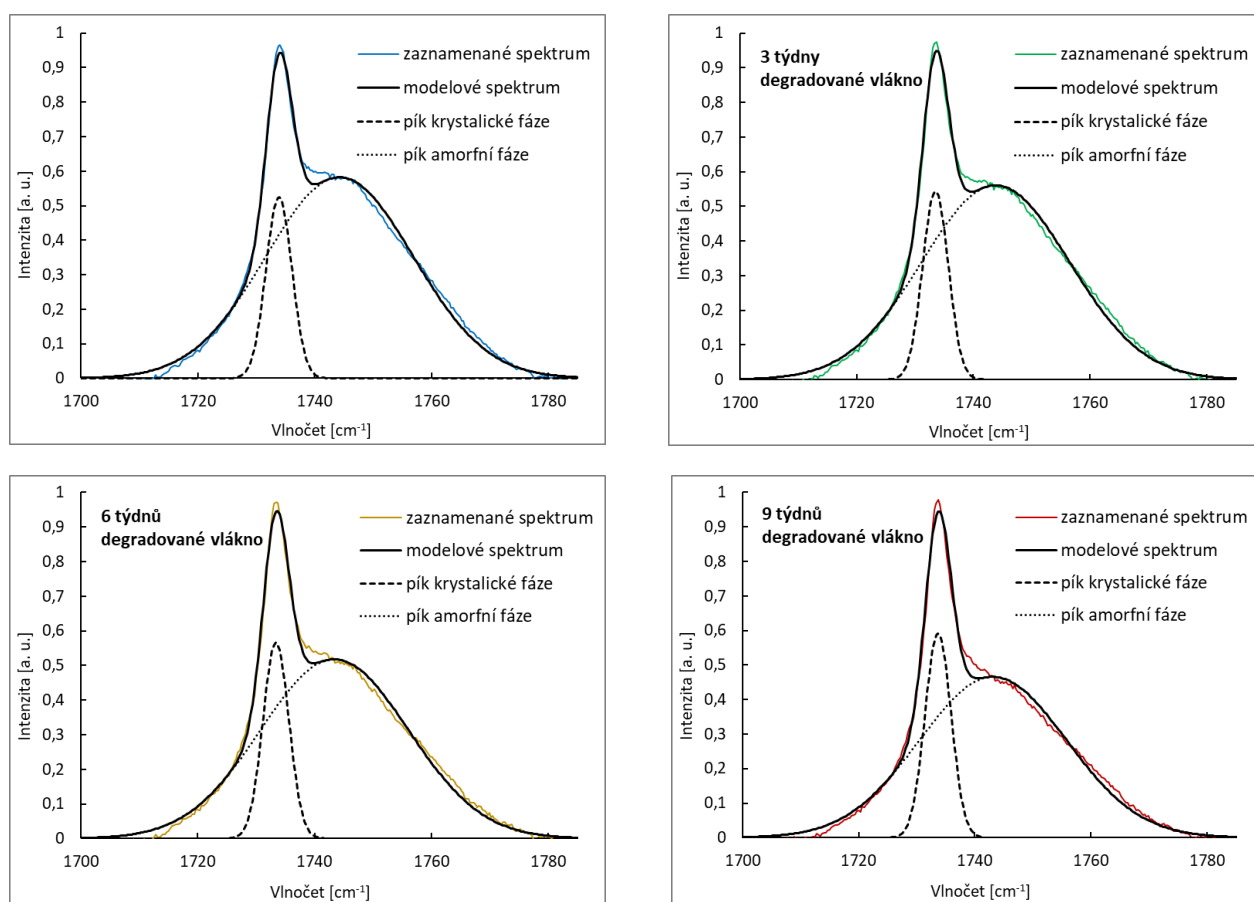 1
0,9
0,8
0,7
0,6
0,5
0,4
0,3
0,2
0,1
0
Intenzita [a. u.]
zaznamenané spektrum
modelové spektrum
pík krystalické fáze
pík amorfní fáze
1700 1720 1740 1760 1780
Vlnočet [cm⁻¹]
1
0,9
0,8
0,7
0,6
0,5
0,4
0,3
0,2
0,1
0
Intenzita [a. u.]
3 týdny
degradované vlákno
zaznamenané spektrum
modelové spektrum
pík krystalické fáze
pík amorfní fáze
1700 1720 1740 1760 1780
Vlnočet [cm⁻¹]
1
0,9
0,8
0,7
0,6
0,5
0,4
0,3
0,2
0,1
0
Intenzita [a. u.]
6 týdnů
degradované vlákno
zaznamenané spektrum
modelové spektrum
pík krystalické fáze
pík amorfní fáze
1700 1720 1740 1760 1780
Vlnočet [cm⁻¹]
1
0,9
0,8
0,7
0,6
0,5
0,4
0,3
0,2
0,1
0
Intenzita [a. u.]
9 týdnů
degradované vlákno
zaznamenané spektrum
modelové spektrum
pík krystalické fáze
pík amorfní fáze
1700 1720 1740 1760 1780
Vlnočet [cm⁻¹]